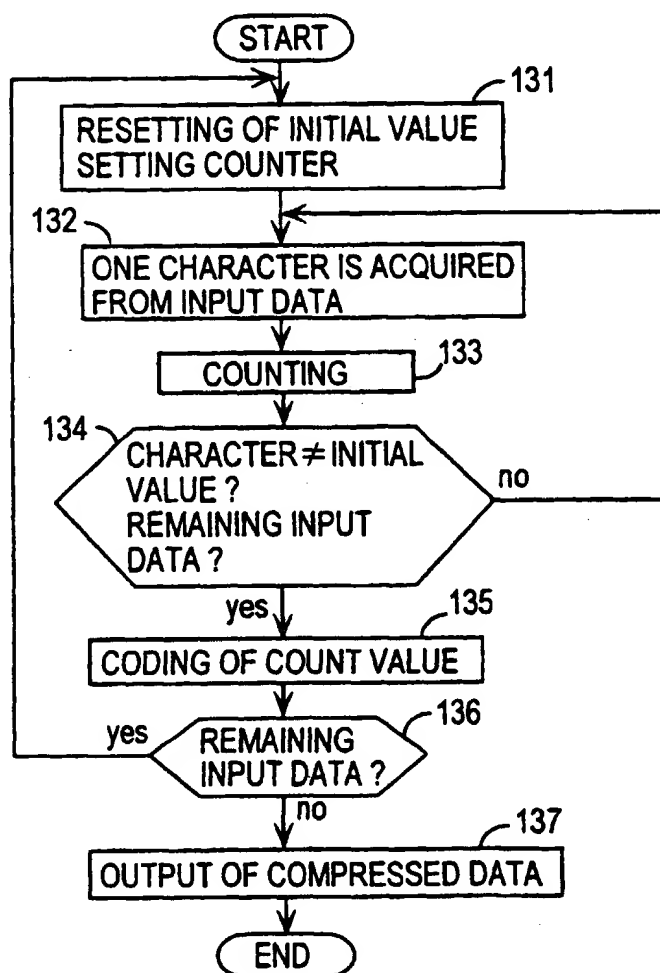 START
131
RESETTING OF INITIAL VALUE
SETTING COUNTER
132
ONE CHARACTER IS ACQUIRED
FROM INPUT DATA
COUNTING
133
134
CHARACTER ≠ INITIAL
VALUE ?
REMAINING INPUT
DATA ?
no
yes
135
CODING OF COUNT VALUE
136
yes
REMAINING
INPUT DATA ?
no
137
OUTPUT OF COMPRESSED DATA
END